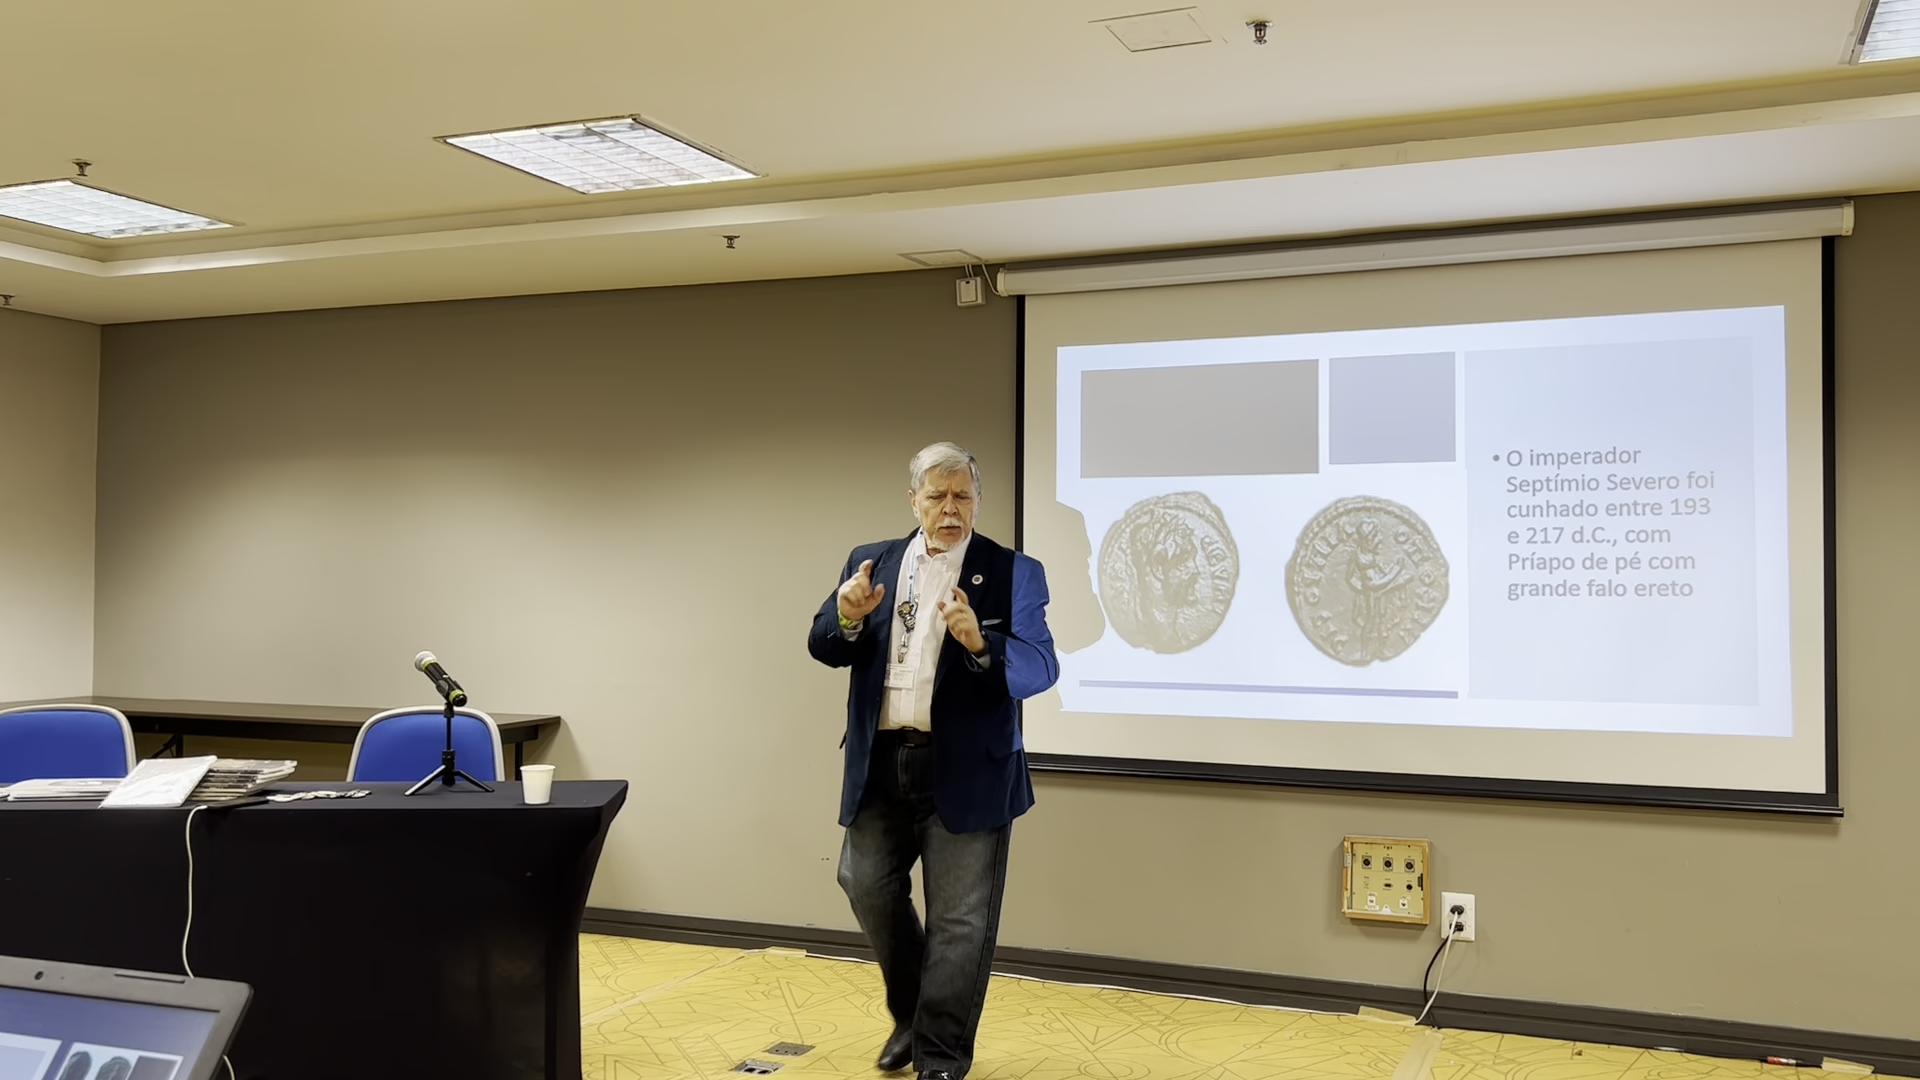 • O imperador
Septímio Severo foi
cunhado entre 193
e 217 d.C., com
Príapo de pé com
grande falo ereto